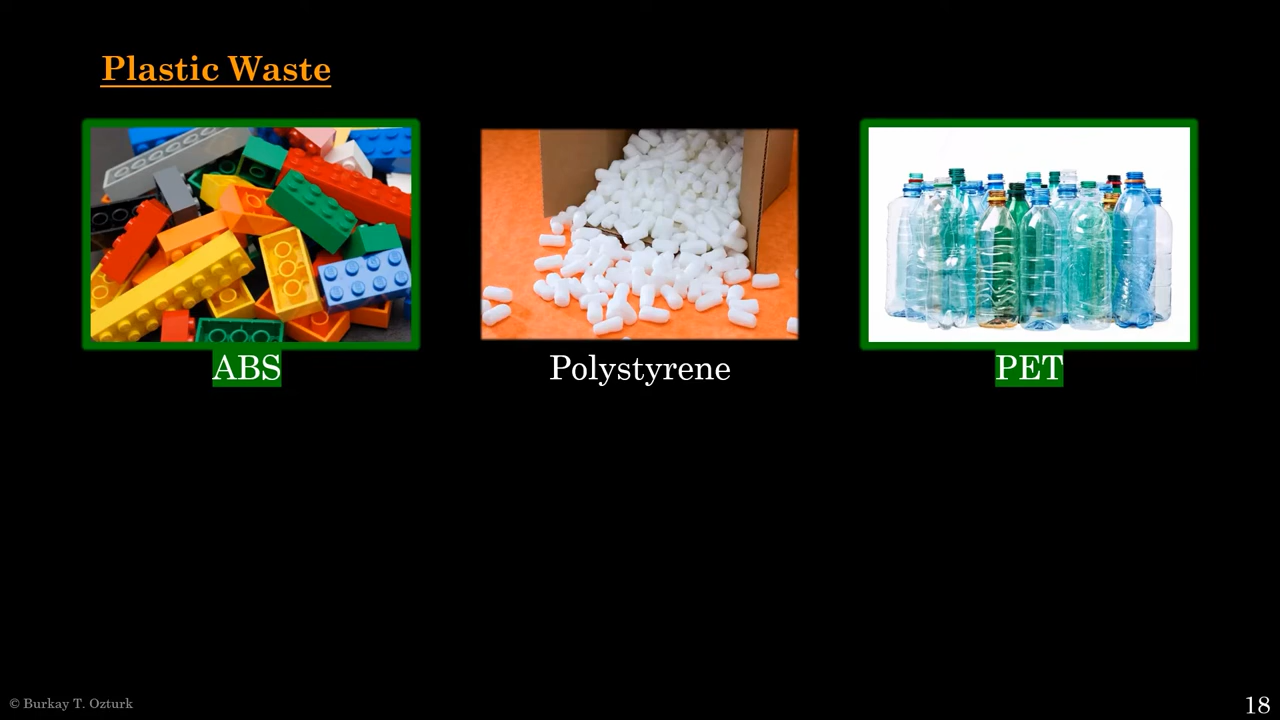 Plastic Waste
ABS
Polystyrene
PET
© Burkay T. Ozturk
18